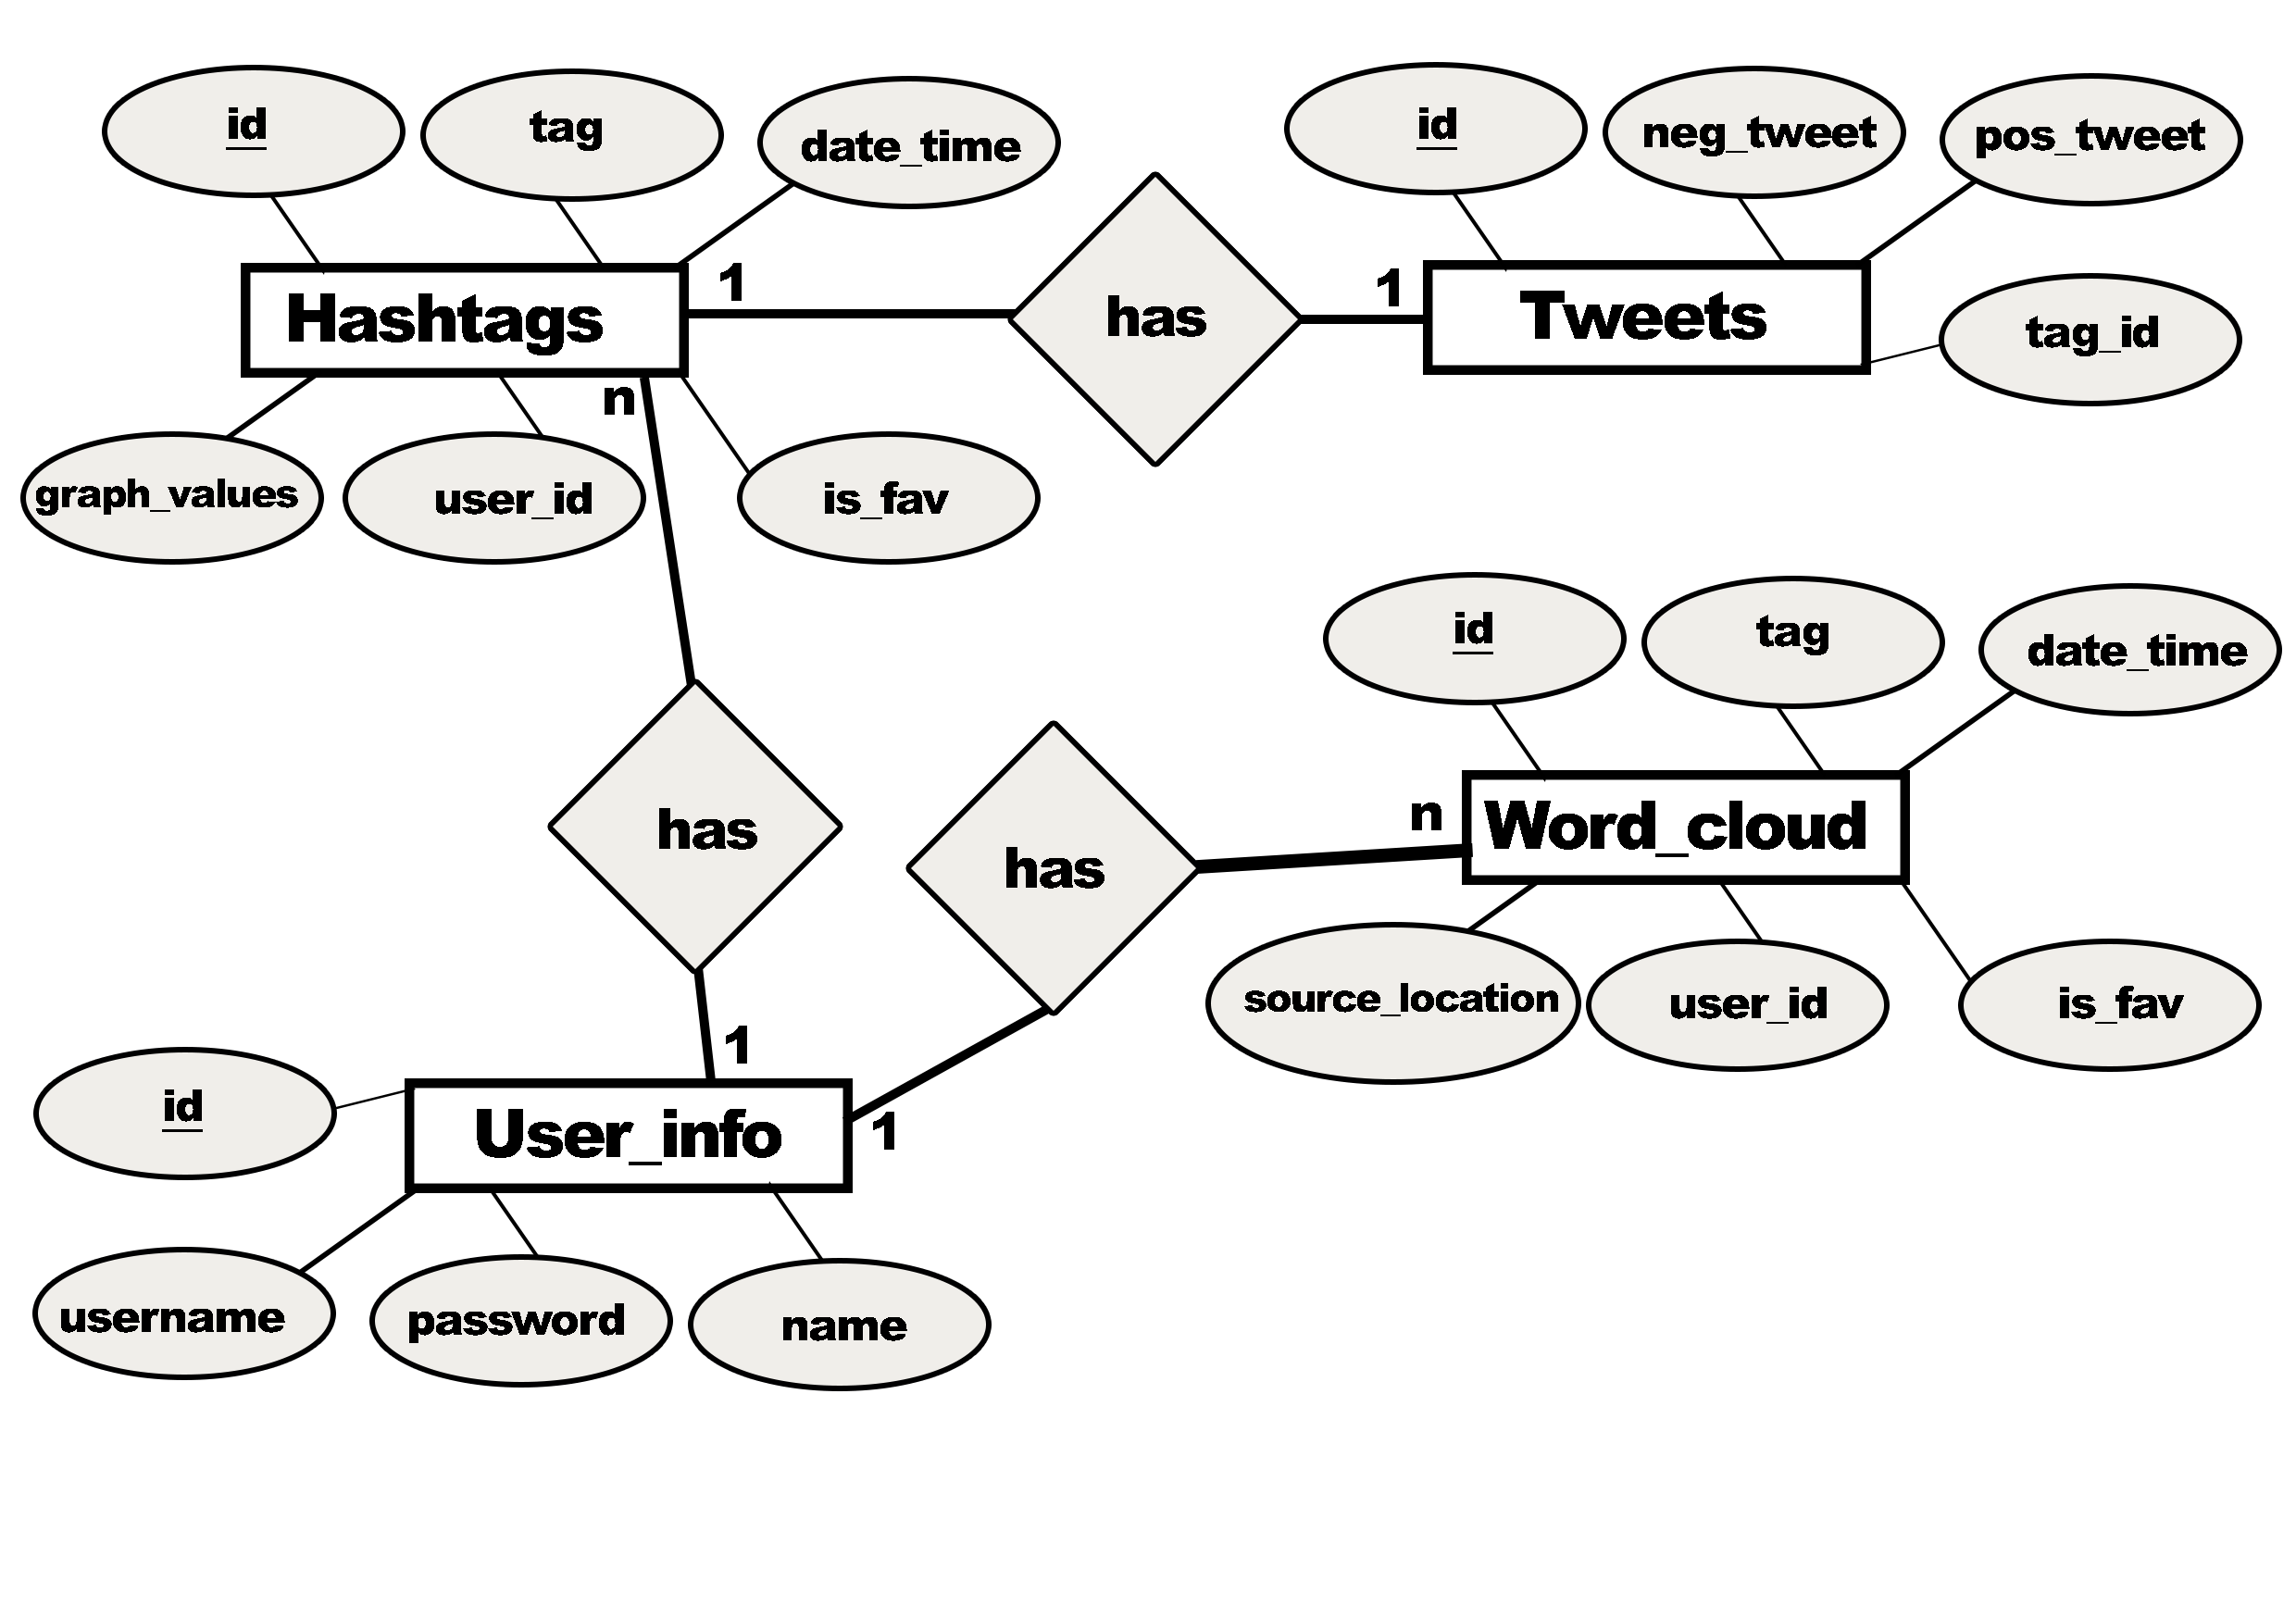 id
tag
date_time
id
neg_tweet
pos_tweet
Hashtags
1
has
1
Tweets
tag_id
n
graph_values
user_id
is_fav
id
tag
date_time
has
has
n
Word_cloud
source_location
user_id
is_fav
1
id
User_info
1
username
password
name